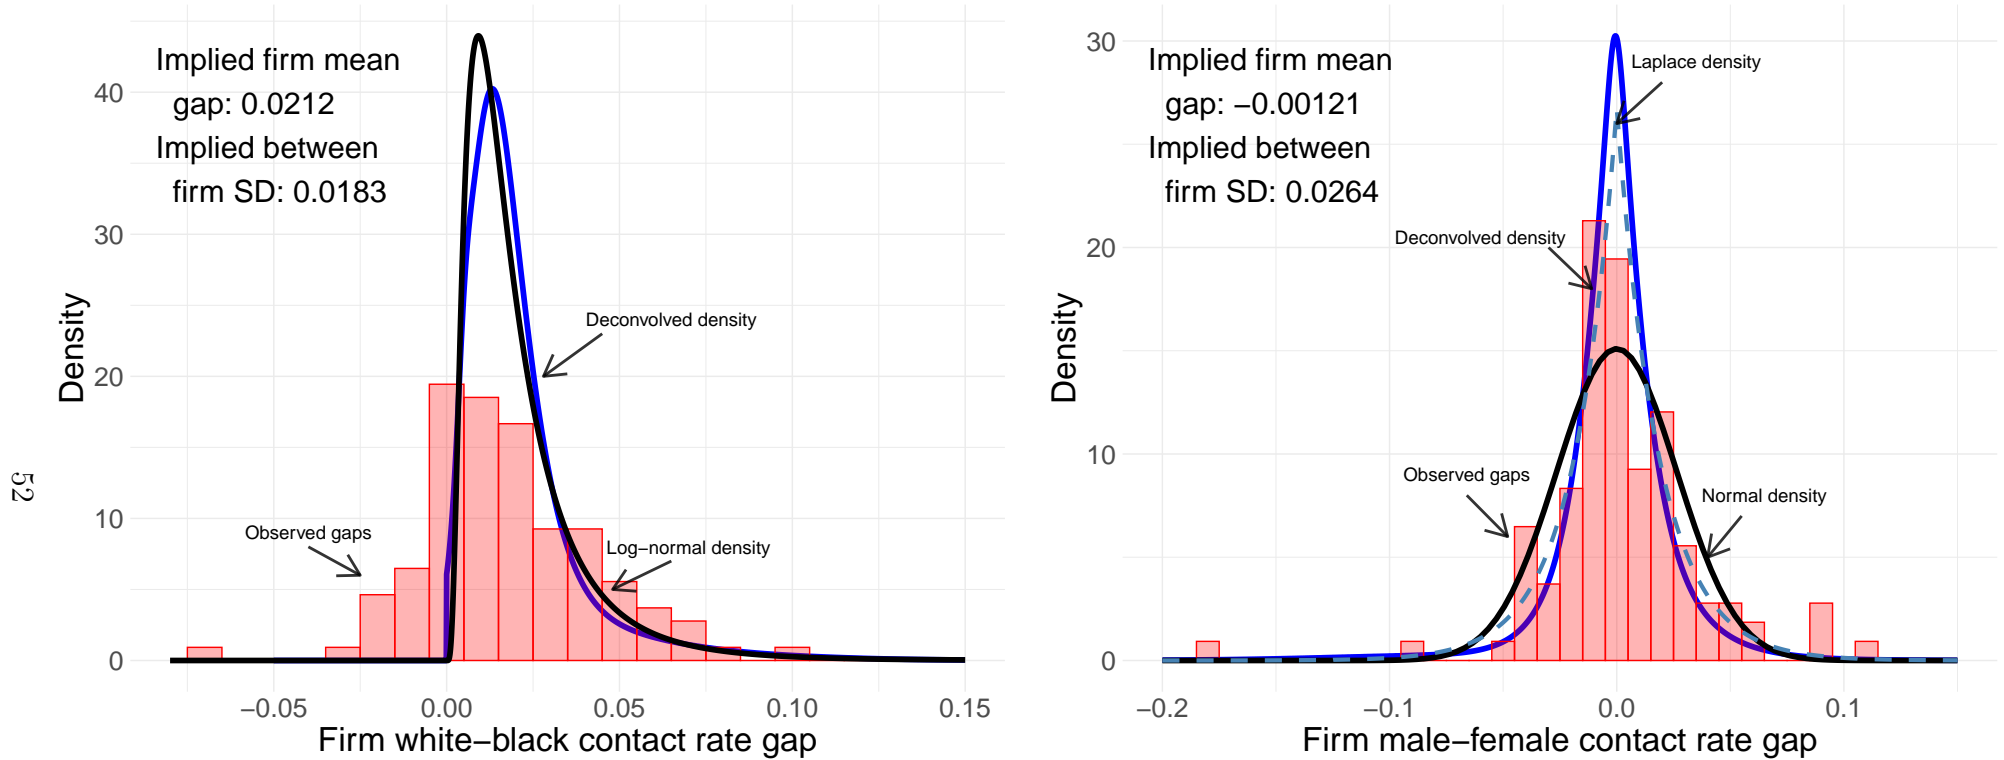 Implied firm mean
gap: 0.0212
Implied between
firm SD: 0.0183
Deconvolved density
Observed gaps
Log−normal density
Density
0
10
20
30
40
−0.05
0.00
0.05
0.10
0.15
Firm white−black contact rate gap
Implied firm mean
gap: −0.00121
Implied between
firm SD: 0.0264
Laplace density
Deconvolved density
Observed gaps
Normal density
Density
0
10
20
30
−0.2
−0.1
0.0
0.1
Firm male−female contact rate gap
52